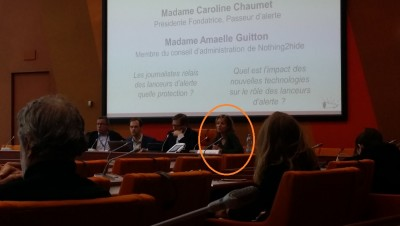 Madame Caroline Chaumet
Présidente Fondatrice, Passeur d'alerte
Madame Amaelle Guitton
Membre du conseil d'administration de Nothing2hide
Les journalistes relais
des lanceurs d'alerte
quelle protection ?
Quel est l'impact des
nouvelles technologies
sur le rôle des lanceurs
d'alerte ?